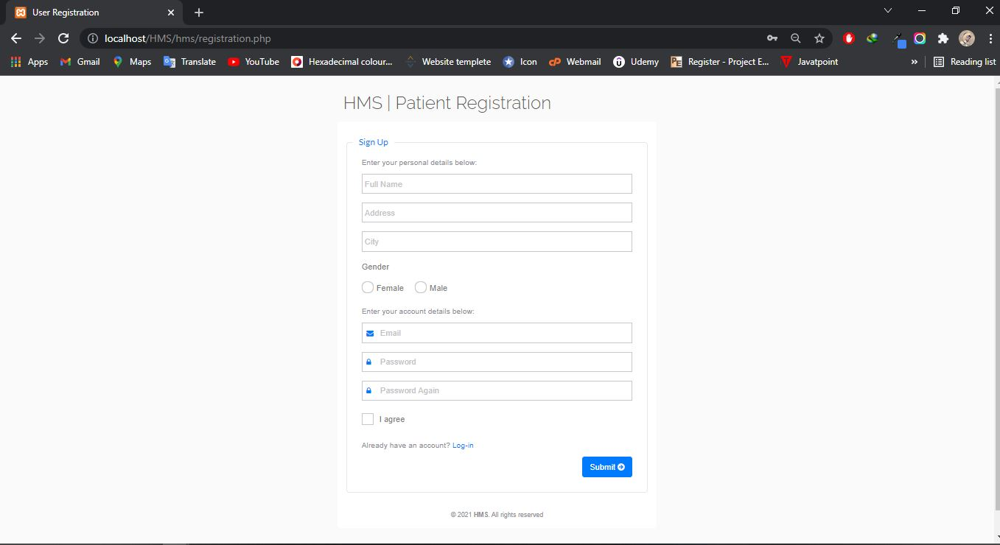 User Registration
localhost/HMS/hms/registration.php
Apps Gmail Maps Translate YouTube Hexadecimal colour... Website templete Icon Webmail Udemy Register - Project E... Javatpoint » Reading list
HMS | Patient Registration
Sign Up
Enter your personal details below:
Full Name
Address
City
Gender
Female Male
Enter your account details below:
Email
Password
Password Again
I agree
Already have an account? Log-in
Submit
© 2021 HMS. All rights reserved